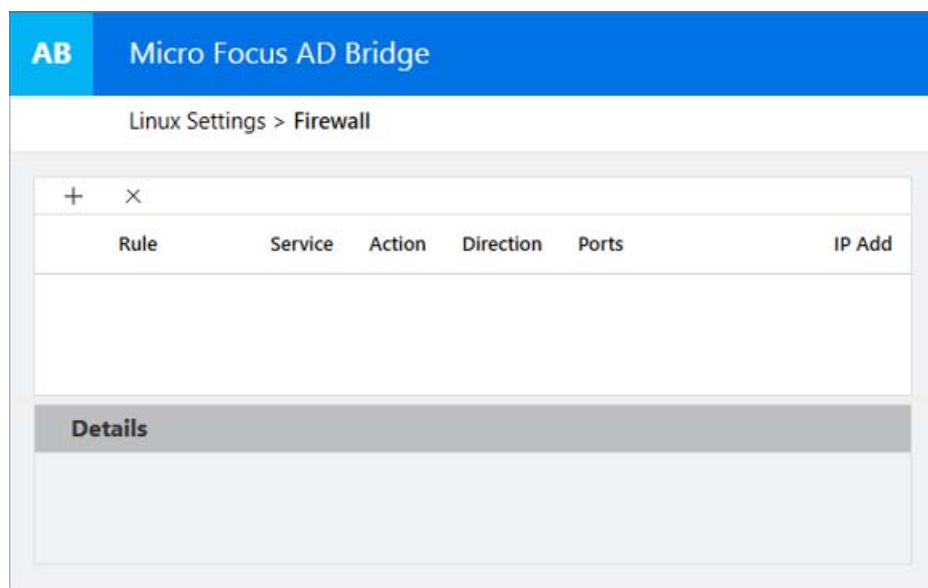 AB Micro Focus AD Bridge
Linux Settings > Firewall
+ ×
Rule Service Action Direction Ports IP Add
Details